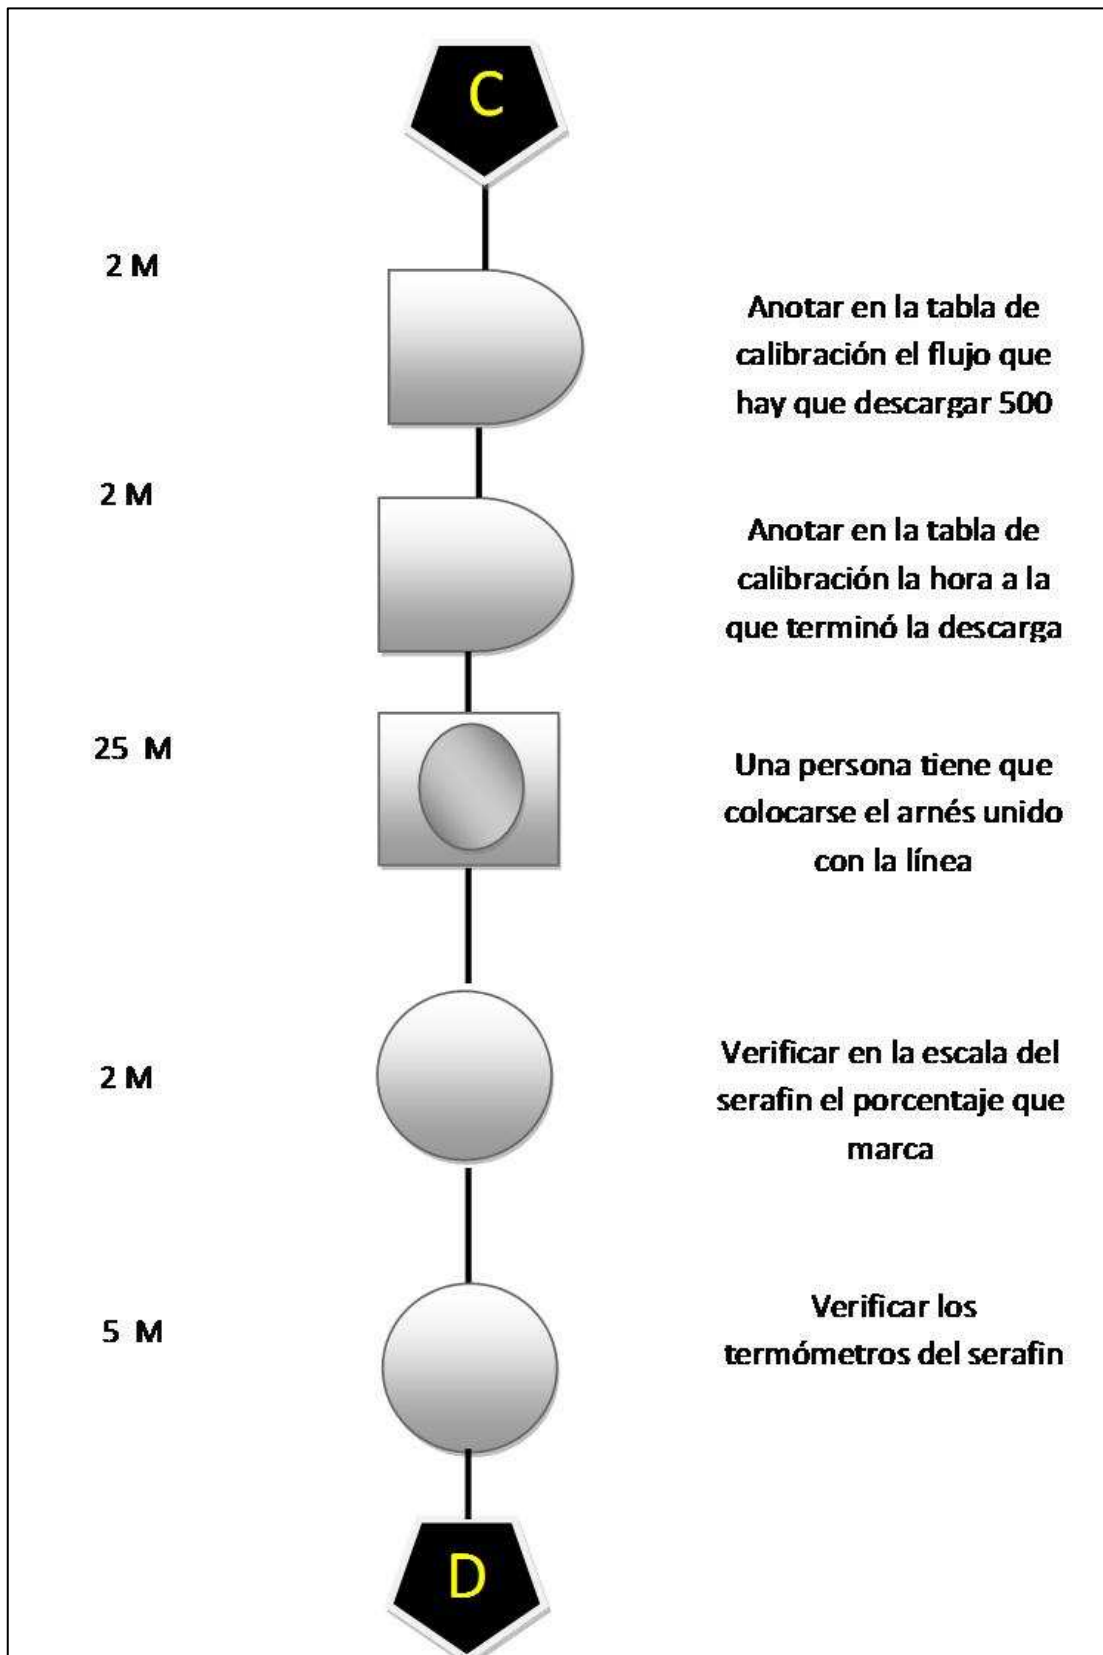 C
2 M
Anotar en la tabla de
calibración el flujo que
hay que descargar 500
2 M
Anotar en la tabla de
calibración la hora a la
que terminó la descarga
25 M
Una persona tiene que
colocarse el arnés unido
con la línea
2 M
Verificar en la escala del
serafin el porcentaje que
marca
5 M
Verificar los
termómetros del serafin
D